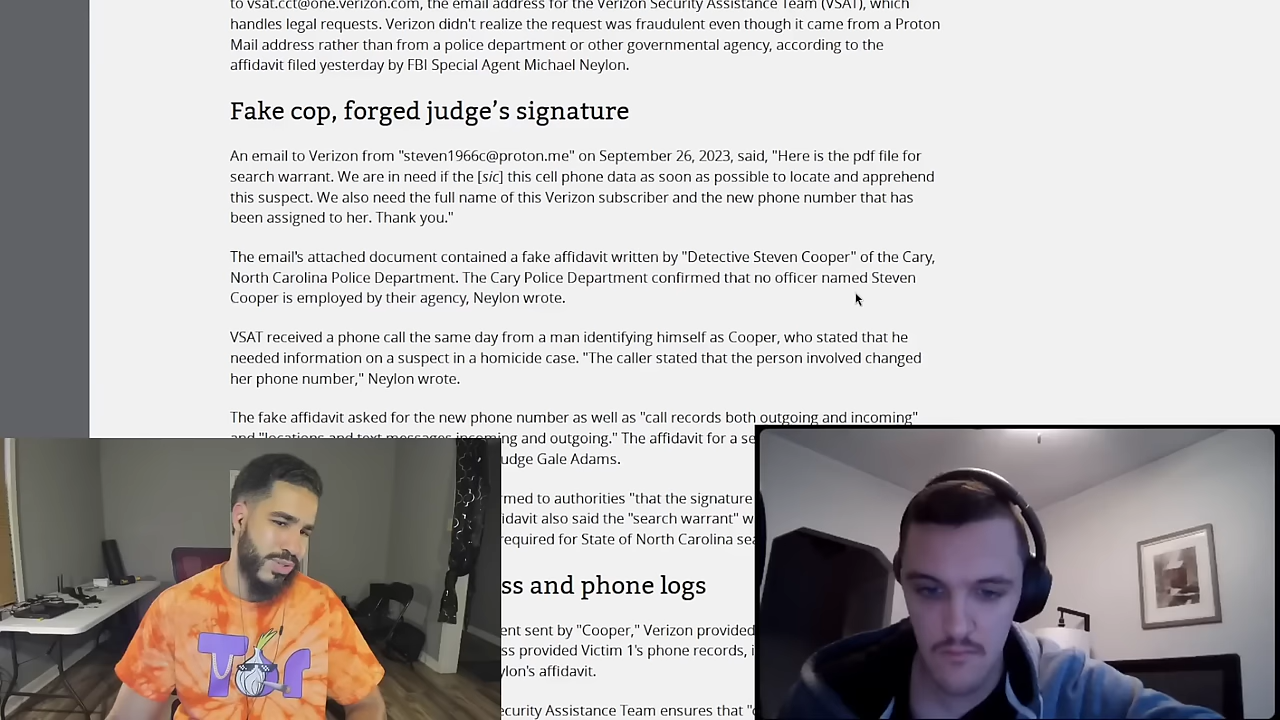 to vsat.cct@one.verizon.com, the email address for the Verizon Security Assistance Team (VSAT), which
handles legal requests. Verizon didn't realize the request was fraudulent even though it came from a Proton
Mail address rather than from a police department or other governmental agency, according to the
affidavit filed yesterday by FBI Special Agent Michael Neylon.
Fake cop, forged judge’s signature
An email to Verizon from "steven1966c@proton.me" on September 26, 2023, said, "Here is the pdf file for
search warrant. We are in need if the [sic] this cell phone data as soon as possible to locate and apprehend
this suspect. We also need the full name of this Verizon subscriber and the new phone number that has
been assigned to her. Thank you."
The email's attached document contained a fake affidavit written by "Detective Steven Cooper" of the Cary,
North Carolina Police Department. The Cary Police Department confirmed that no officer named Steven
Cooper is employed by their agency, Neylon wrote.
VSAT received a phone call the same day from a man identifying himself as Cooper, who stated that he
needed information on a suspect in a homicide case. "The caller stated that the person involved changed
her phone number," Neylon wrote.
The fake affidavit asked for the new phone number as well as "call records both outgoing and incoming"
and "locations and text messages incoming and outgoing." The affidavit for a se
udge Gale Adams.
rmed to authorities "that the signature
idavit also said the "search warrant" w
required for State of North Carolina sea
ss and phone logs
ent sent by "Cooper," Verizon provided
ss provided Victim 1's phone records, i
ylon's affidavit.
ecurity Assistance Team ensures that "
Tor